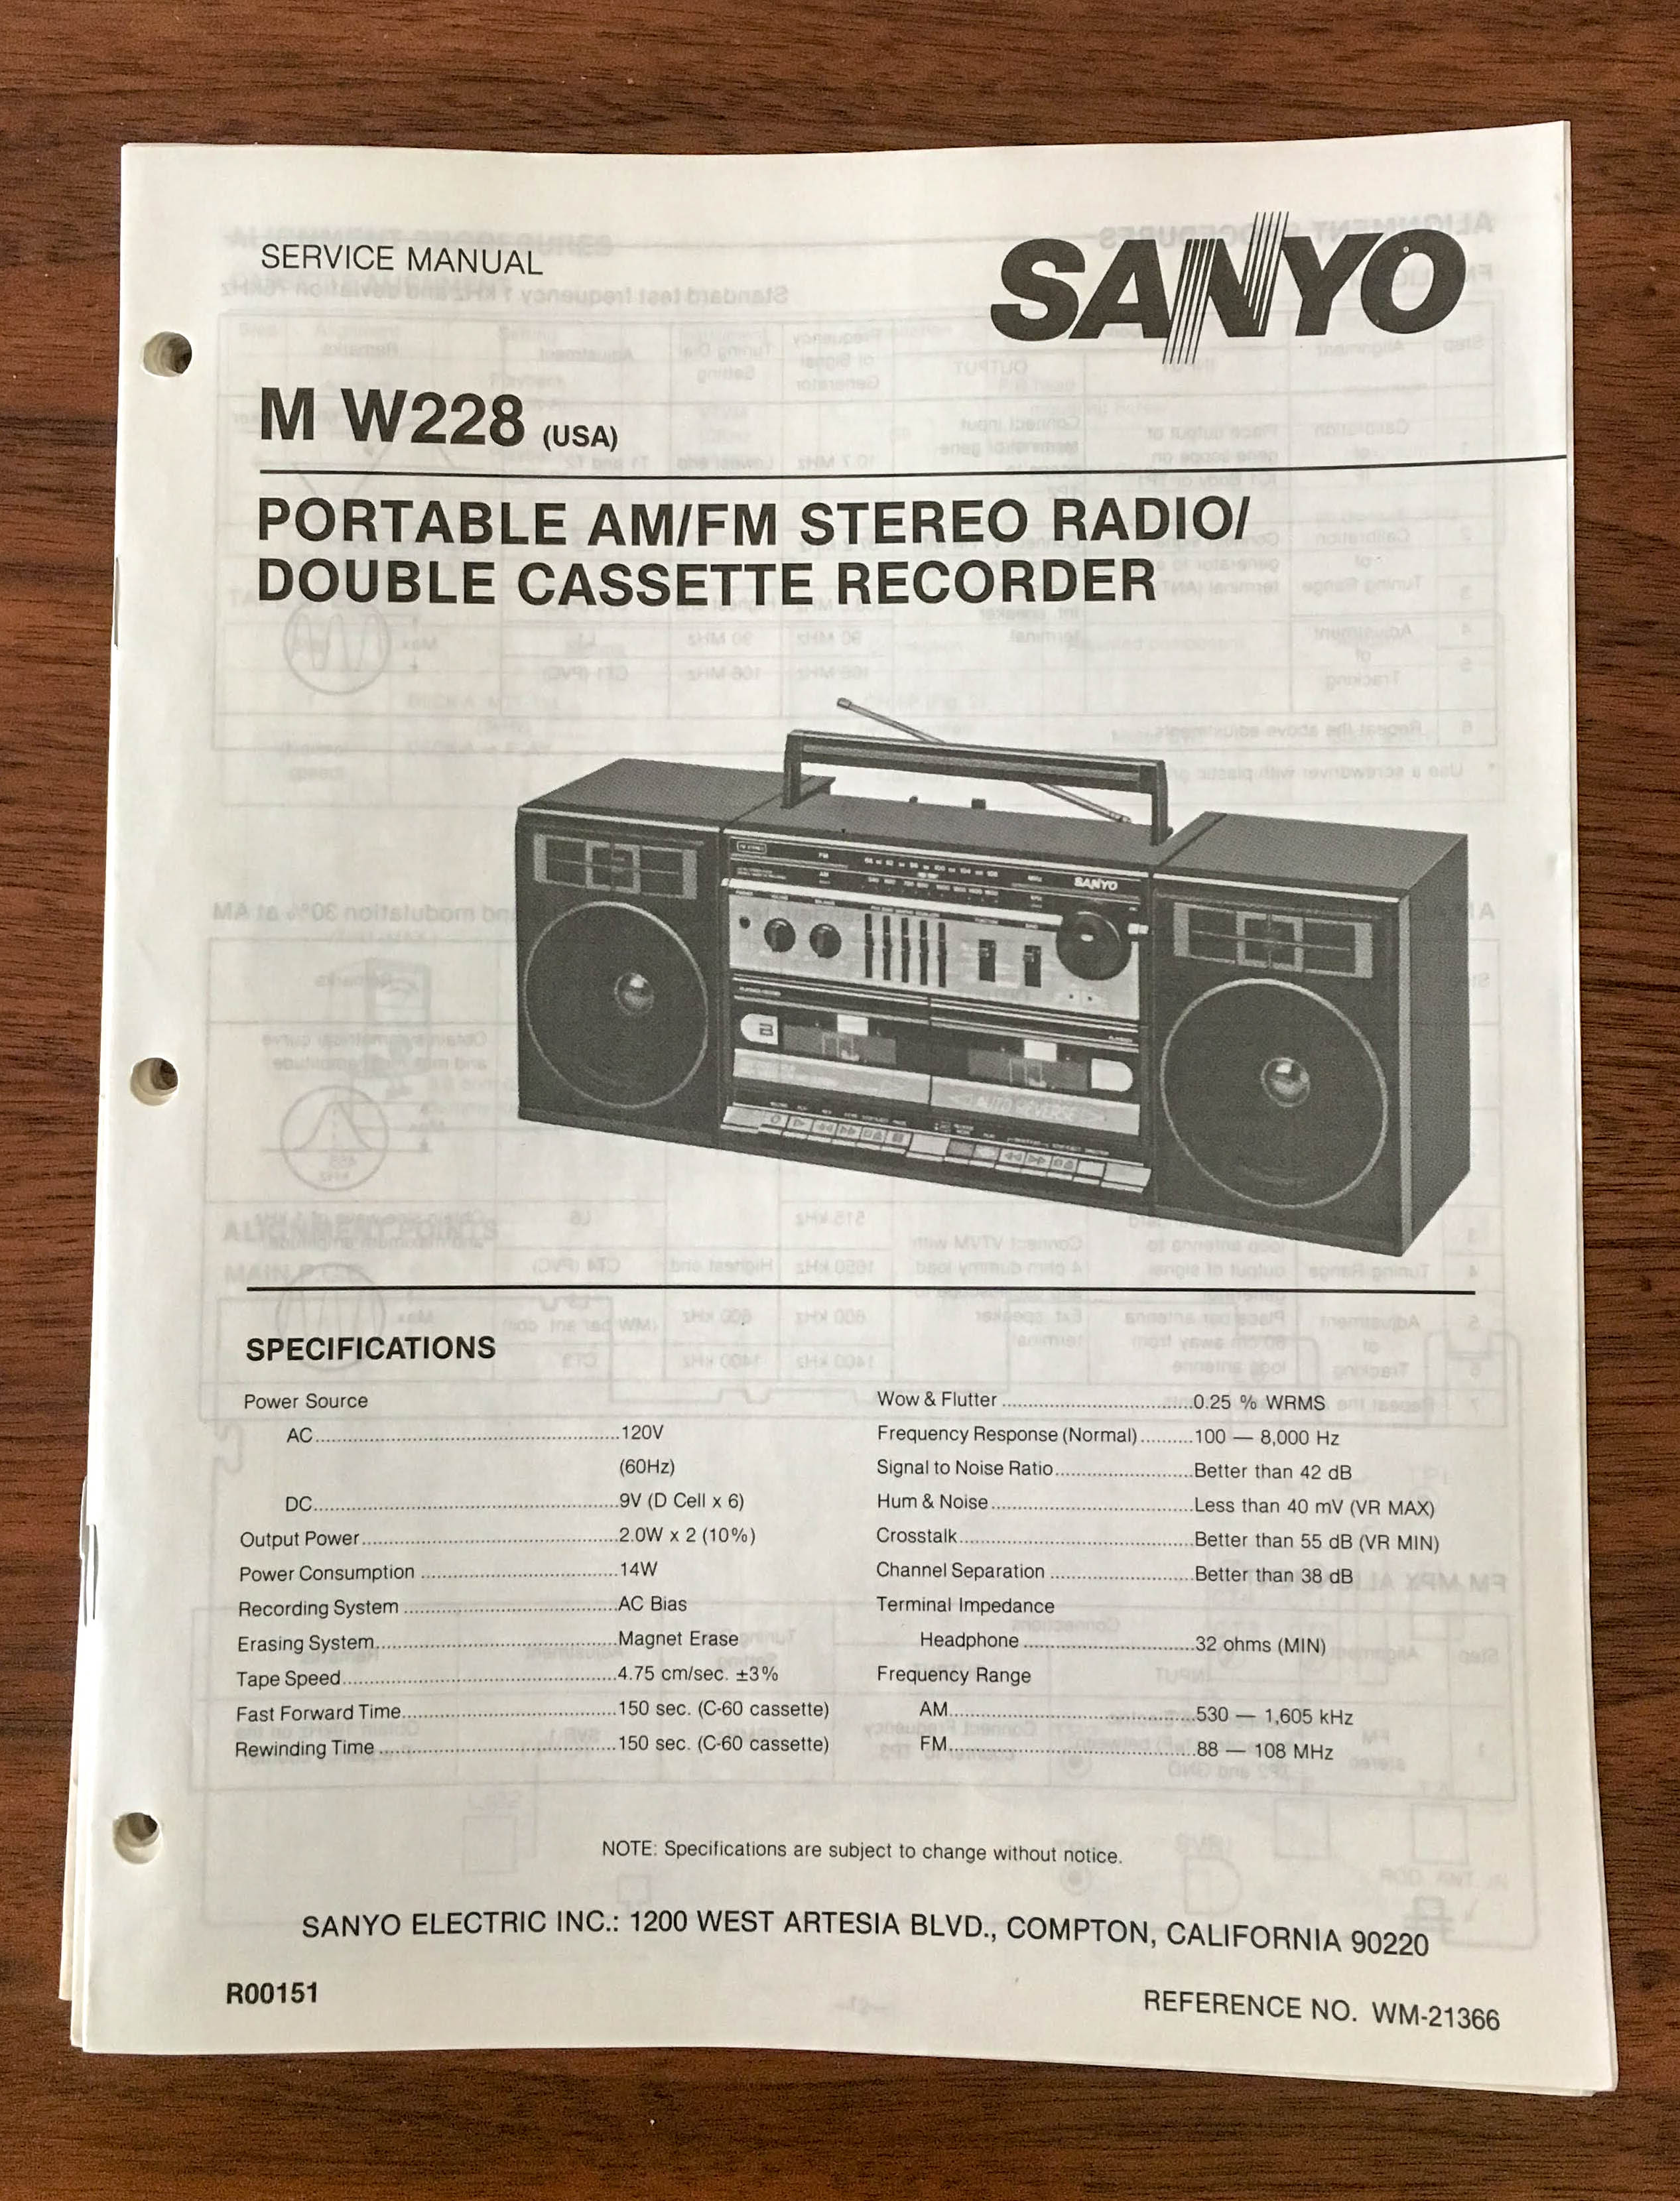 SERVICE MANUAL
SANYO
M W228 (USA)
PORTABLE AM/FM STEREO RADIO/
DOUBLE CASSETTE RECORDER
FM
AM
SANYO
B
AUTO REVERSE
SPECIFICATIONS
Power Source
AC..........120V
(60Hz)
DC..........9V (D Cell x 6)
Output Power..........2.0W x 2 (10%)
Power Consumption..........14W
Recording System..........AC Bias
Erasing System..........Magnet Erase
Tape Speed..........4.75 cm/sec. ±3%
Fast Forward Time..........150 sec. (C-60 cassette)
Rewinding Time..........150 sec. (C-60 cassette)
Wow & Flutter..........0.25 % WRMS
Frequency Response (Normal)..........100 — 8,000 Hz
Signal to Noise Ratio..........Better than 42 dB
Hum & Noise..........Less than 40 mV (VR MAX)
Crosstalk..........Better than 55 dB (VR MIN)
Channel Separation..........Better than 38 dB
Terminal Impedance
Headphone..........32 ohms (MIN)
Frequency Range
AM..........530 — 1,605 kHz
FM..........88 — 108 MHz
NOTE: Specifications are subject to change without notice.
SANYO ELECTRIC INC.: 1200 WEST ARTESIA BLVD., COMPTON, CALIFORNIA 90220
R00151
REFERENCE NO. WM-21366